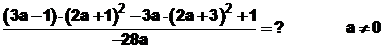 (3a−1)·(2a+1)²−3a·(2a+3)²+1 / −28a =? a≠0